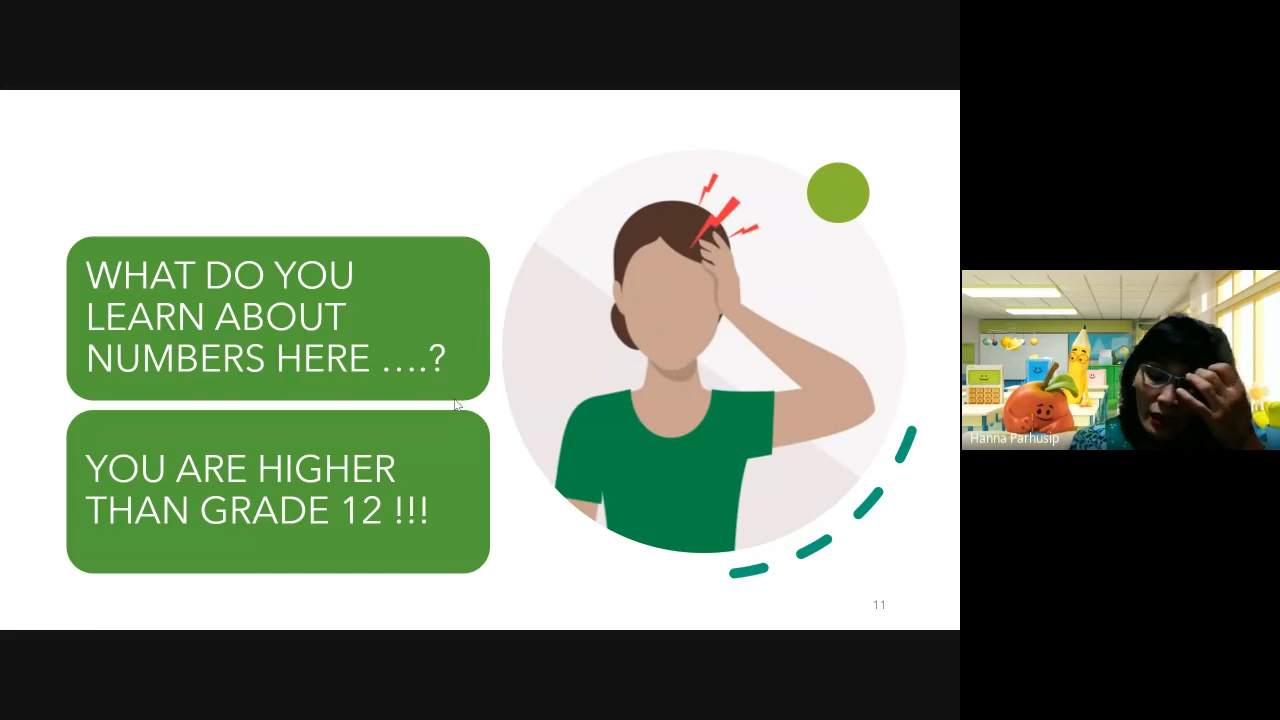 WHAT DO YOU
LEARN ABOUT
NUMBERS HERE ....?
YOU ARE HIGHER
THAN GRADE 12 !!!
11
Hanna Parhusip